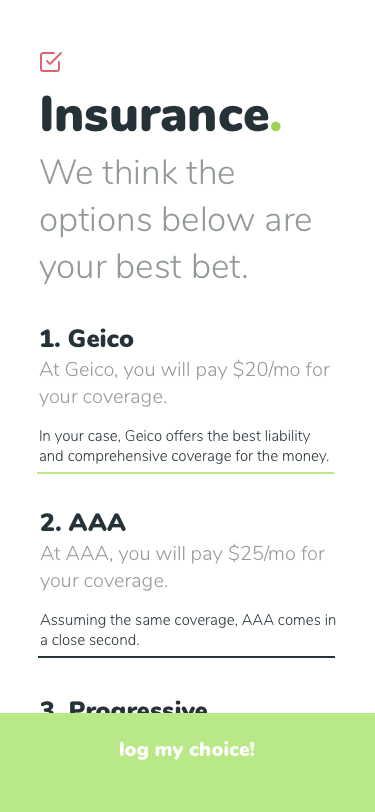 Insurance.
We think the
options below are
your best bet.
1. Geico
At Geico, you will pay $20/mo for
your coverage.
In your case, Geico offers the best liability
and comprehensive coverage for the money.
2. AAA
At AAA, you will pay $25/mo for
your coverage.
Assuming the same coverage, AAA comes in
a close second.
3. Progressive
log my choice!